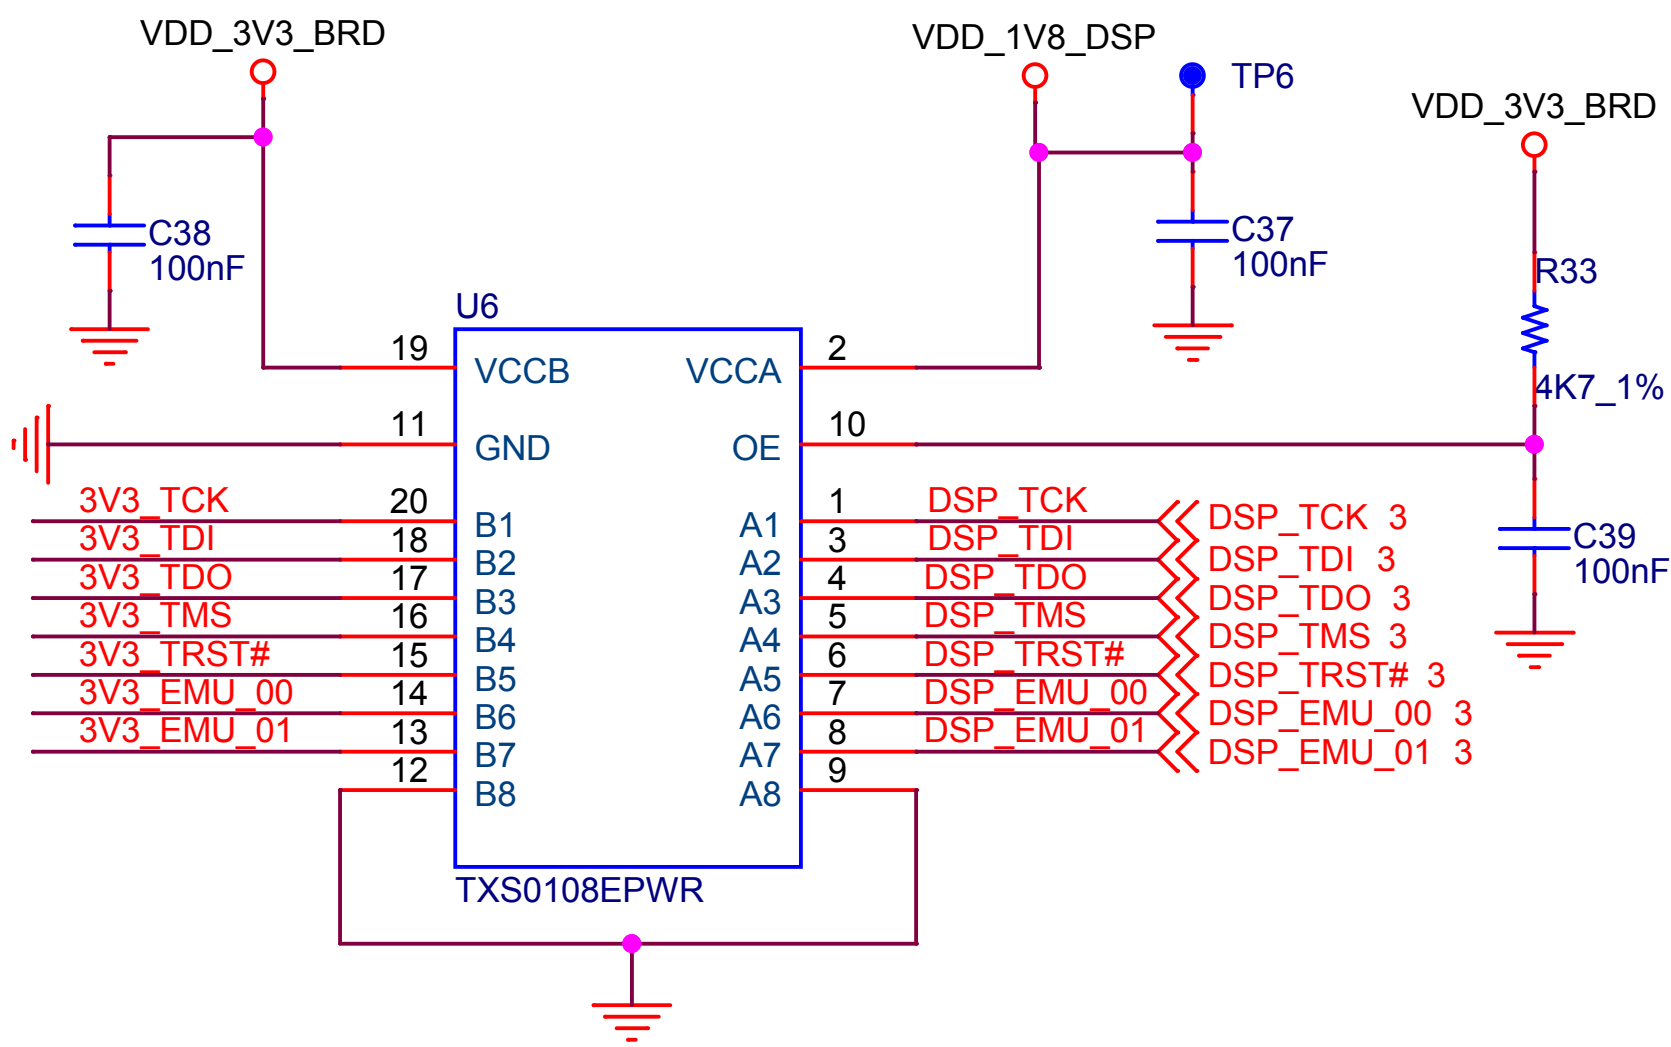 VDD_3V3_BRD
VDD_1V8_DSP
TP6
VDD_3V3_BRD
C38
100nF
C37
100nF
R33
4K7_1%
U6
19
VCCB
VCCA
2
11
GND
OE
10
3V3_TCK
20
B1
A1
1
DSP_TCK
DSP_TCK 3
3V3_TDI
18
B2
A2
3
DSP_TDI
DSP_TDI 3
3V3_TDO
17
B3
A3
4
DSP_TDO
DSP_TDO 3
3V3_TMS
16
B4
A4
5
DSP_TMS
DSP_TMS 3
3V3_TRST#
15
B5
A5
6
DSP_TRST#
DSP_TRST# 3
3V3_EMU_00
14
B6
A6
7
DSP_EMU_00
DSP_EMU_00 3
3V3_EMU_01
13
B7
A7
8
DSP_EMU_01
DSP_EMU_01 3
12
B8
A8
9
C39
100nF
TXS0108EPWR